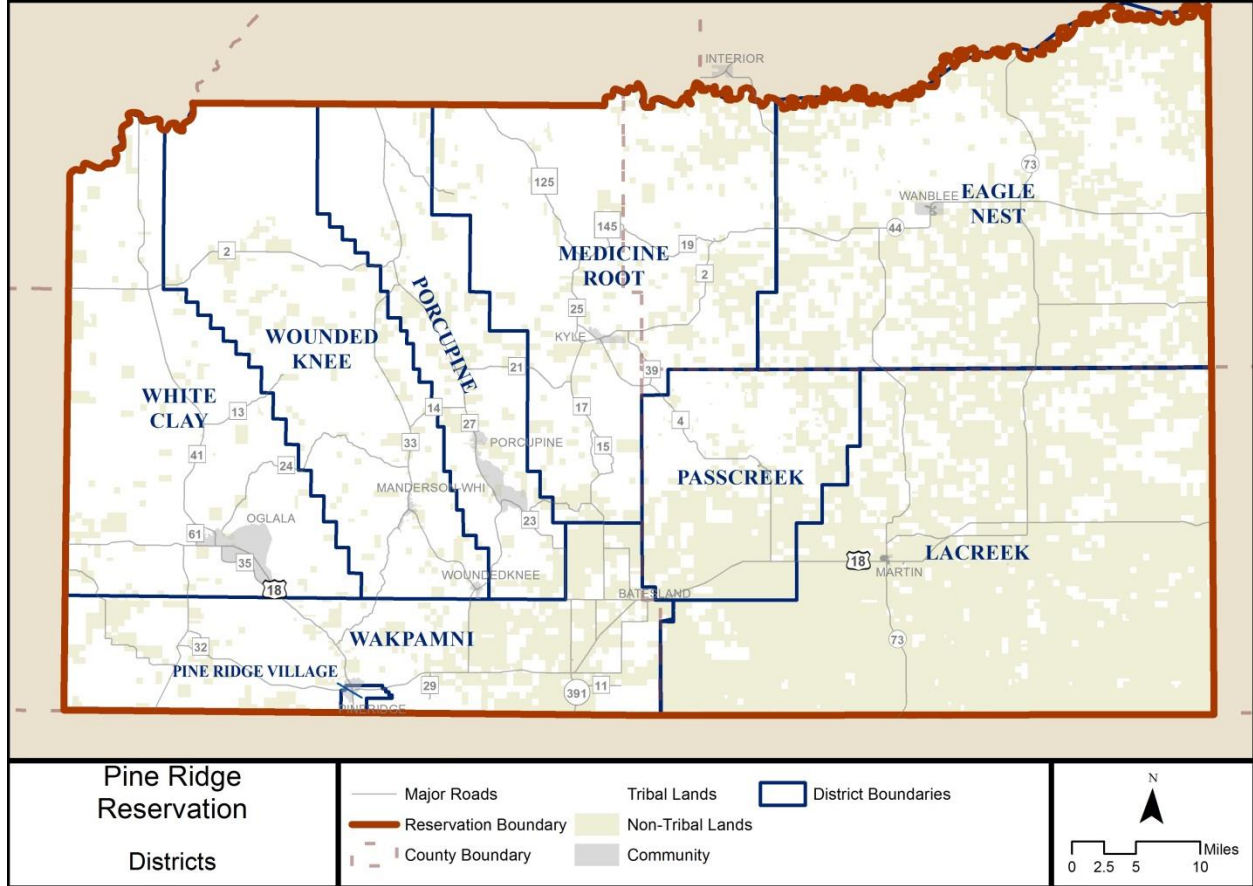 INTERIOR
73
WANBLEE
EAGLE
NEST
44
125
145
19
MEDICINE
ROOT
2
2
25
KYLE
PORCUPINE
WOUNDED
KNEE
21
39
WHITE
CLAY
13
14
17
4
27
33
PORCUPINE
15
41
24
PASSCREEK
MANDERSON-WHI
23
OGLALA
61
35
18
18
LACREEK
MARTIN
WOUNDEDKNEE
BATESLAND
WAKPAMNI
32
73
PINE RIDGE VILLAGE
29
391
11
PINERIDGE
Pine Ridge
Reservation
Districts
Major Roads
Reservation Boundary
County Boundary
Tribal Lands
Non-Tribal Lands
Community
District Boundaries
N
Miles
0 2.5 5 10